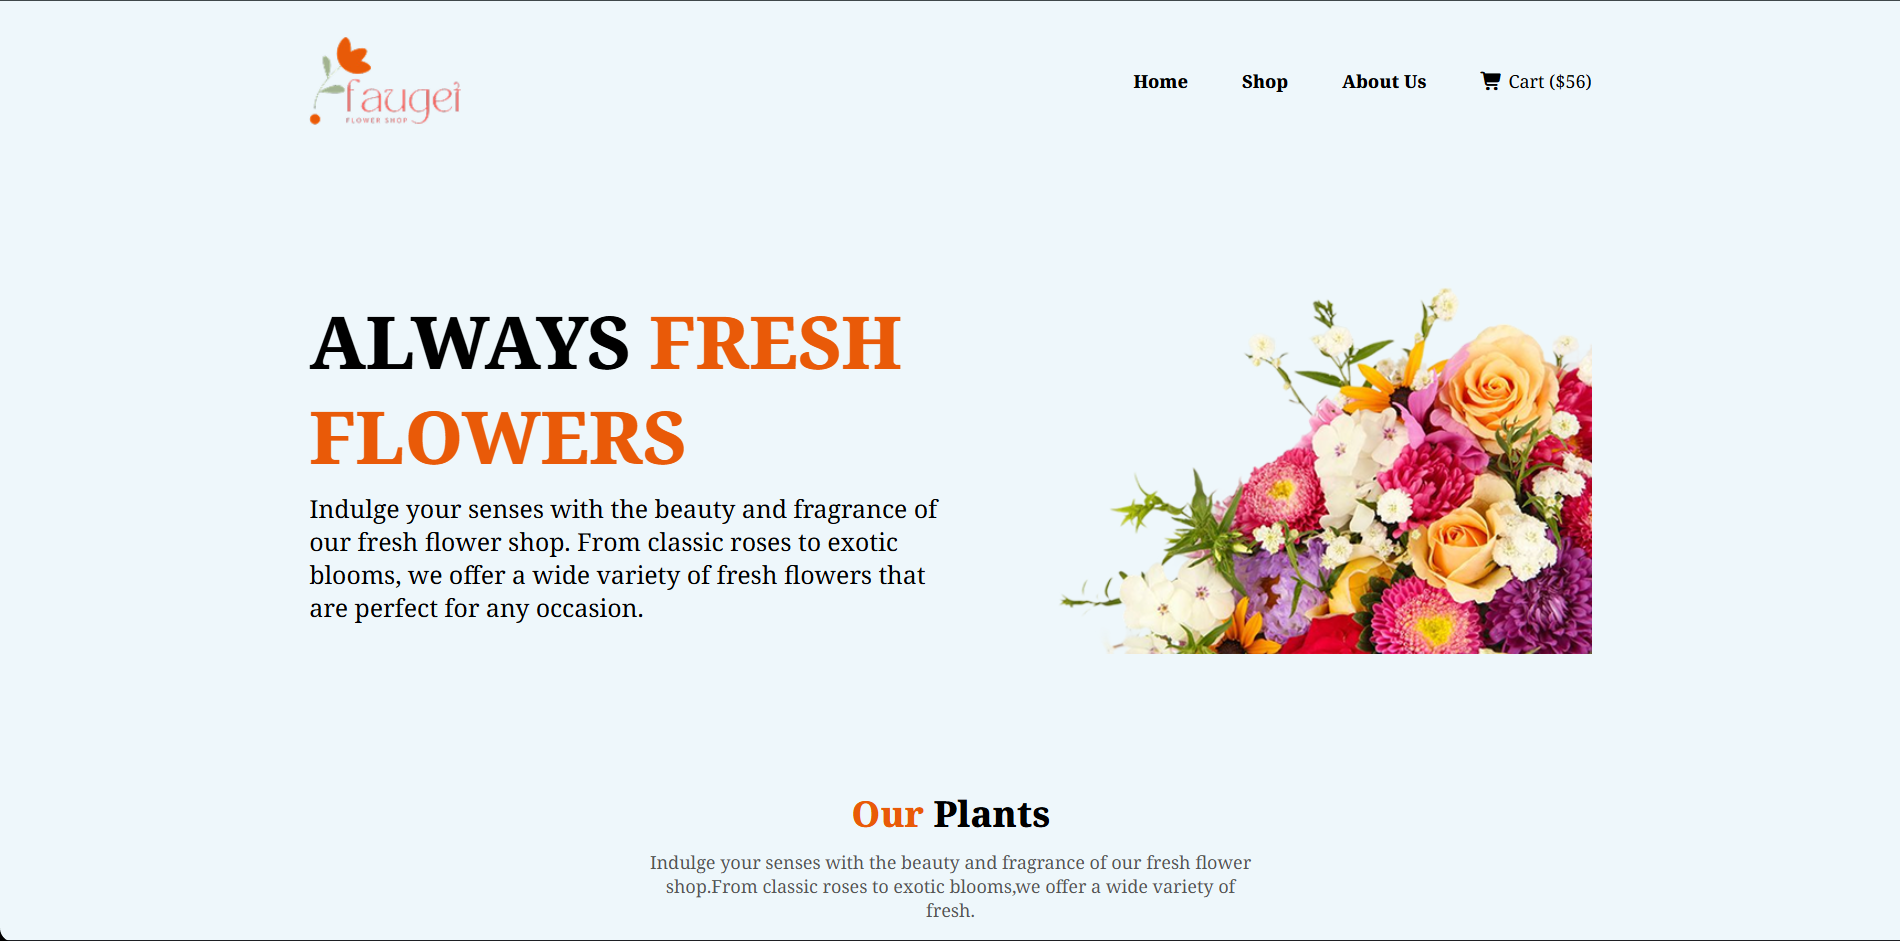 fauget
FLOWER SHOP
Home Shop About Us Cart ($56)
ALWAYS FRESH
FLOWERS
Indulge your senses with the beauty and fragrance of
our fresh flower shop. From classic roses to exotic
blooms, we offer a wide variety of fresh flowers that
are perfect for any occasion.
Our Plants
Indulge your senses with the beauty and fragrance of our fresh flower
shop.From classic roses to exotic blooms,we offer a wide variety of
fresh.